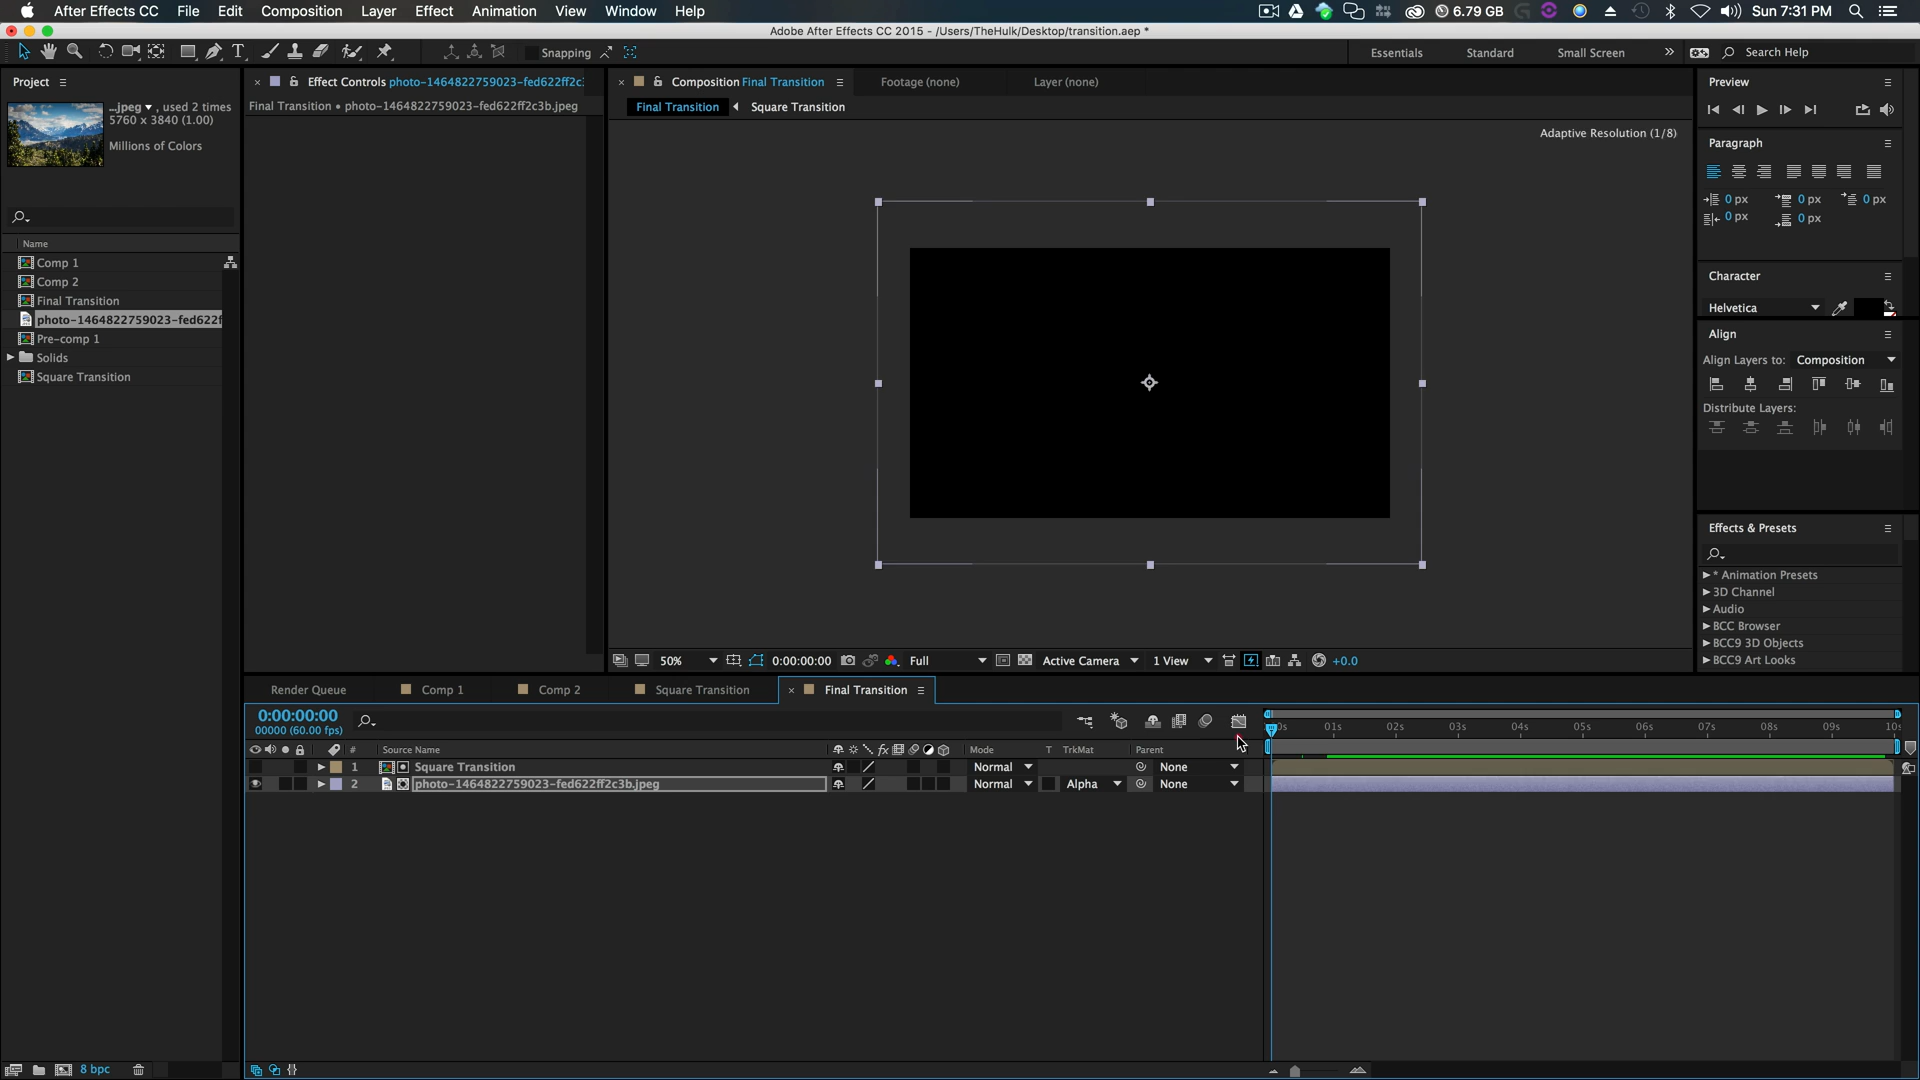 After Effects CC File Edit Composition Layer Effect Animation View Window Help 6.79 GB Sun 7:31 PM
Adobe After Effects CC 2015 - /Users/TheHulk/Desktop/transition.aep *
Snapping Essentials Standard Small Screen Search Help
Project
...jpeg , used 2 times
5760 x 3840 (1.00)
Millions of Colors
Name
Comp 1
Comp 2
Final Transition
photo-1464822759023-fed622f
Pre-comp 1
Solids
Square Transition
8 bpc
Effect Controls photo-1464822759023-fed622ff2c:
Final Transition • photo-1464822759023-fed622ff2c3b.jpeg
Composition Final Transition Footage (none) Layer (none)
Final Transition Square Transition
Adaptive Resolution (1/8)
50% 0:00:00:00 Full Active Camera 1 View +0.0
Preview
Paragraph
0 px 0 px 0 px
0 px 0 px
Character
Helvetica
Align
Align Layers to: Composition
Distribute Layers:
Effects & Presets
* Animation Presets
3D Channel
Audio
BCC Browser
BCC9 3D Objects
BCC9 Art Looks
Render Queue Comp 1 Comp 2 Square Transition Final Transition
0:00:00:00
00000 (60.00 fps)
0s 01s 02s 03s 04s 05s 06s 07s 08s 09s 10s
# Source Name fx Mode T TrkMat Parent
1 Square Transition Normal None
2 photo-1464822759023-fed622ff2c3b.jpeg Normal Alpha None